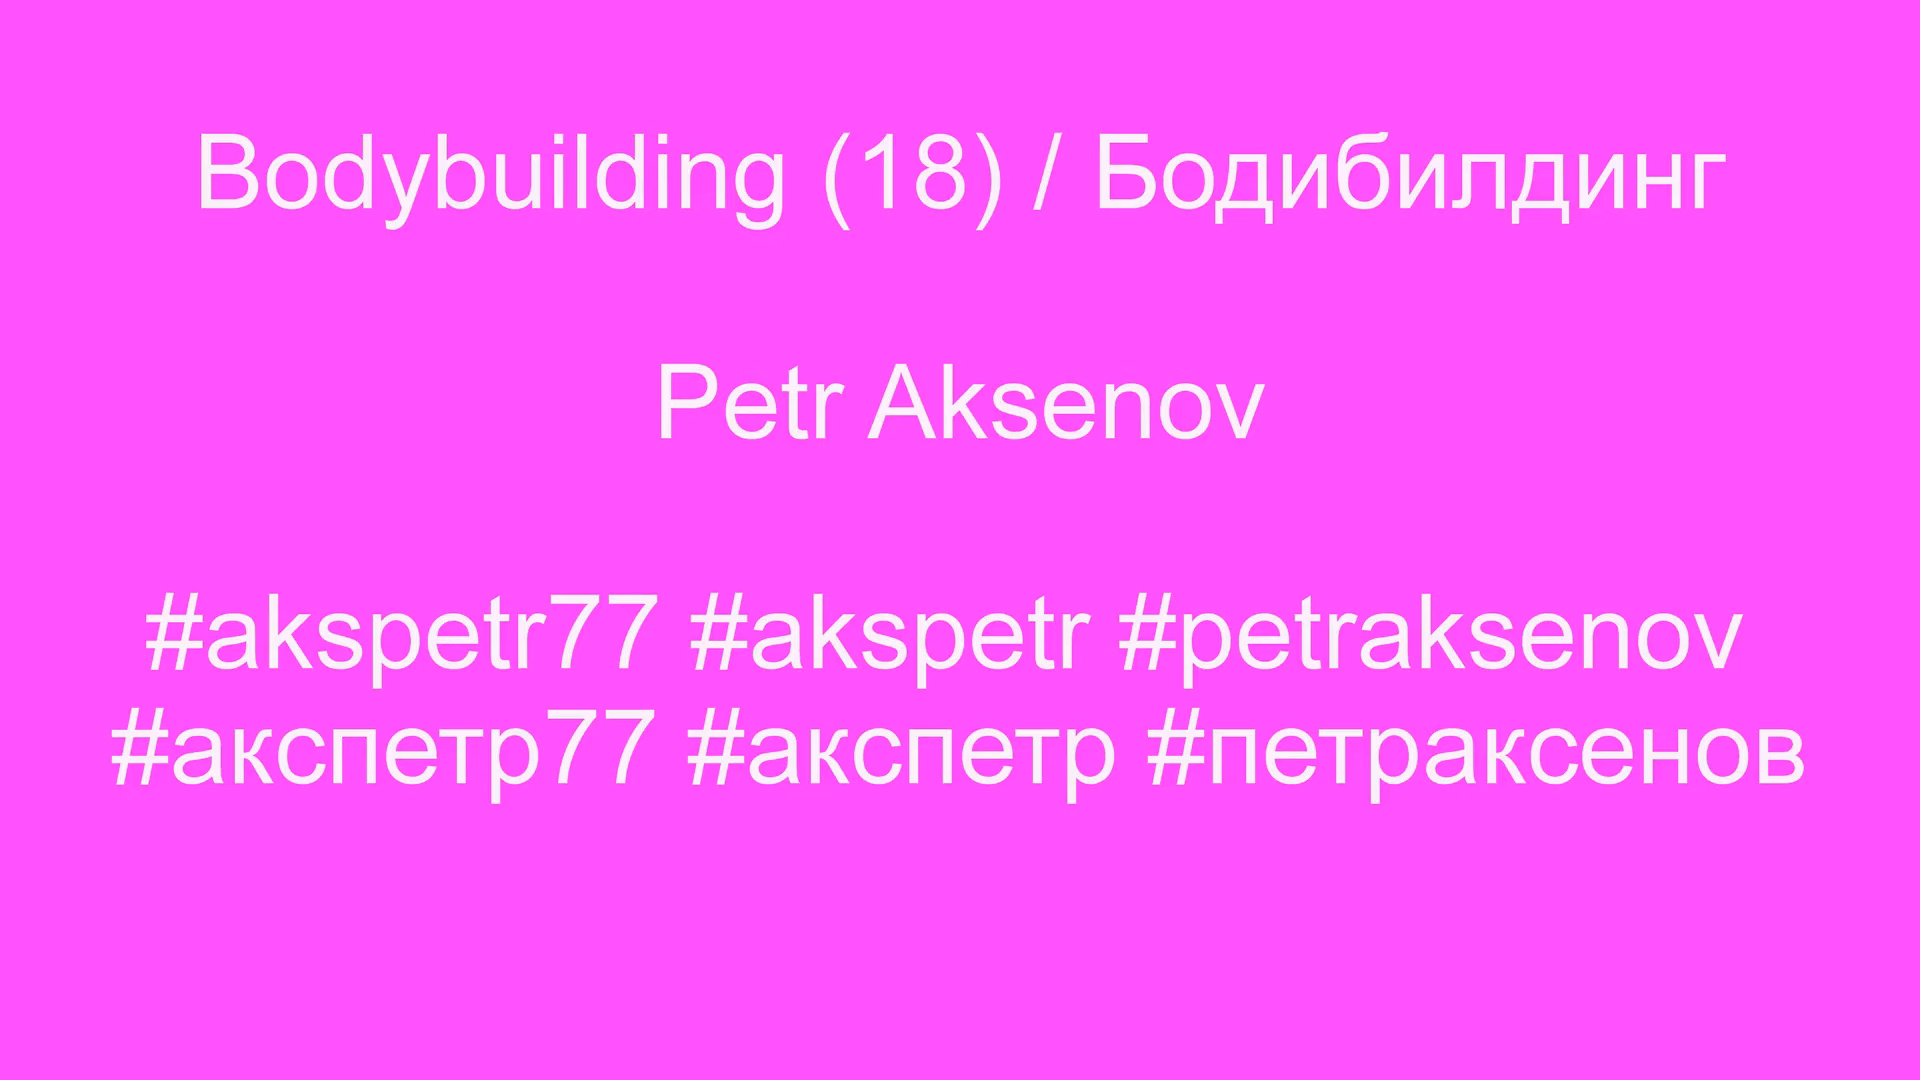 Bodybuilding (18) / Бодибилдинг
Petr Aksenov
#akspetr77 #akspetr #petraksenov
#акспетр77 #акспетр #петраксенов